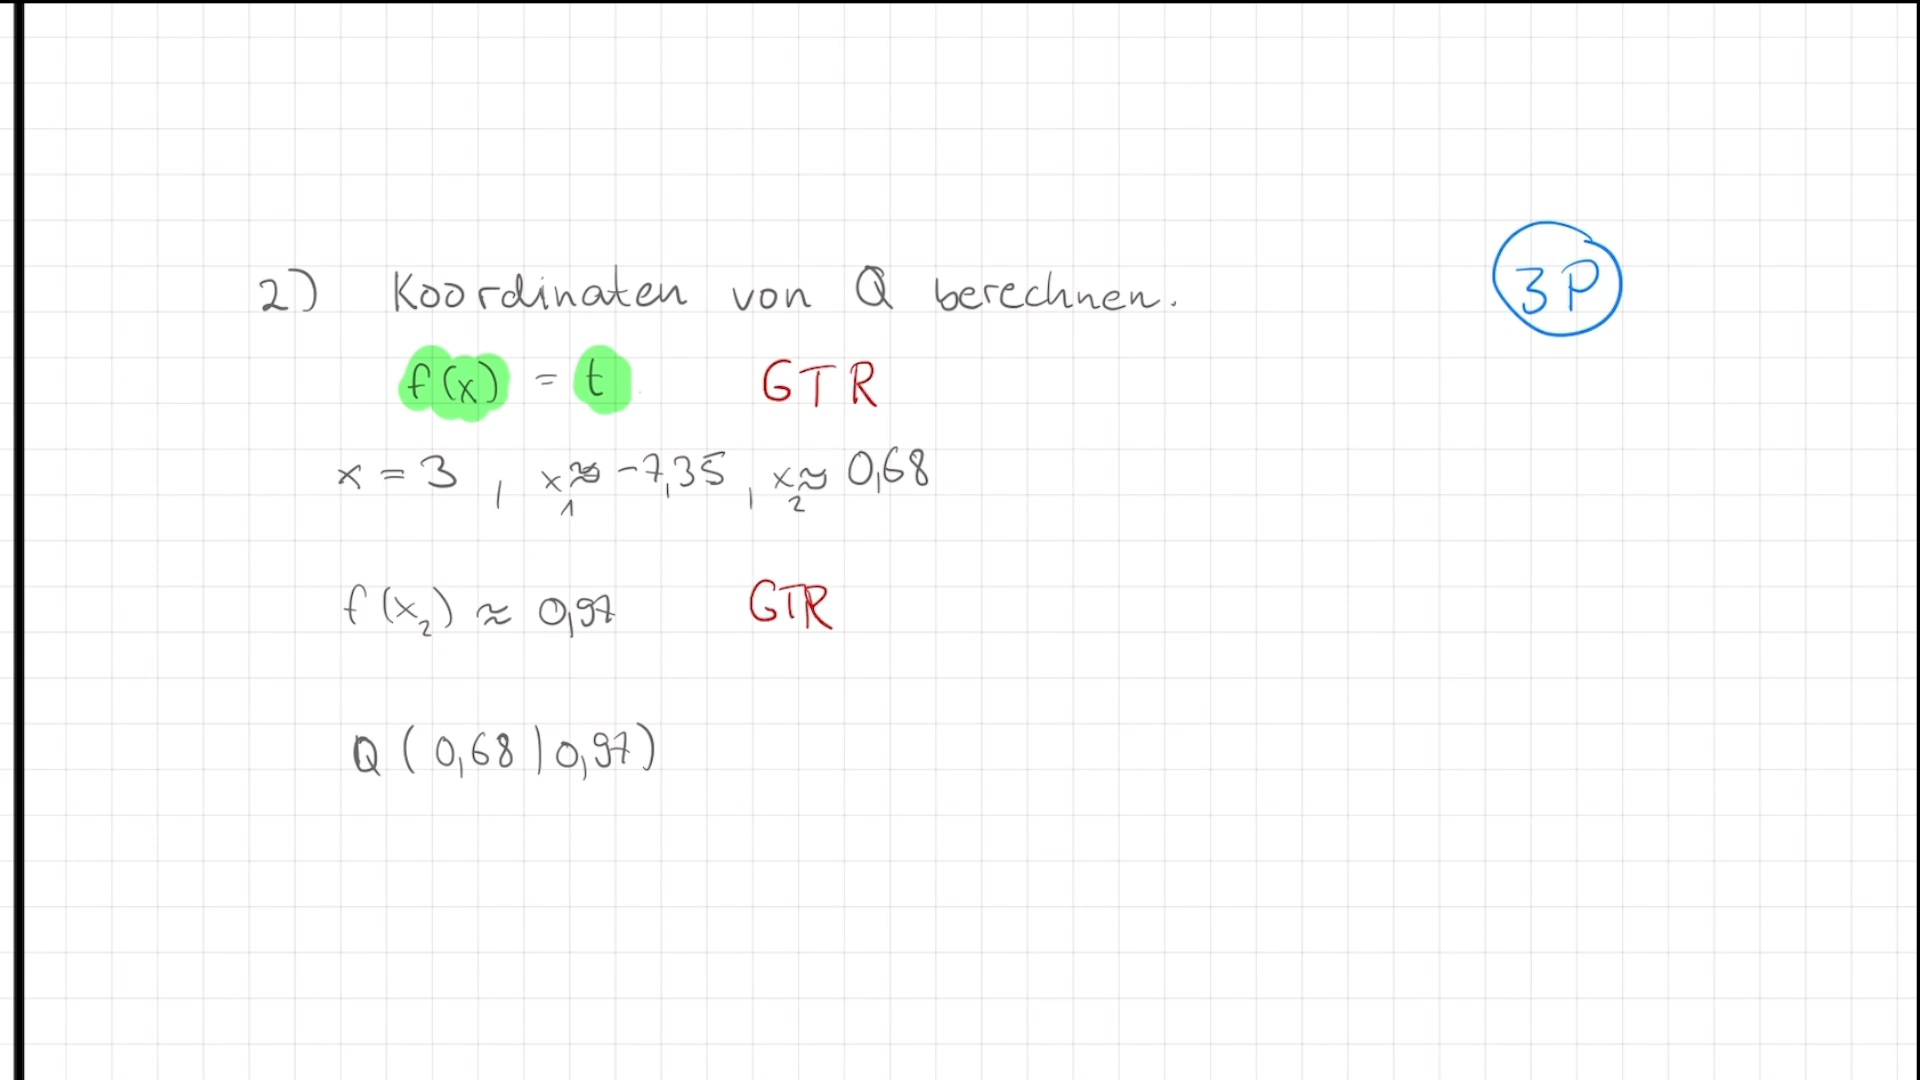 2) Koordinaten von Q berechnen. 3P
f(x) = t GTR
x = 3 , x₁ ≈ -7,35 , x₂ ≈ 0,68
f(x₂) ≈ 0,97 GTR
Q ( 0,68 | 0,97 )